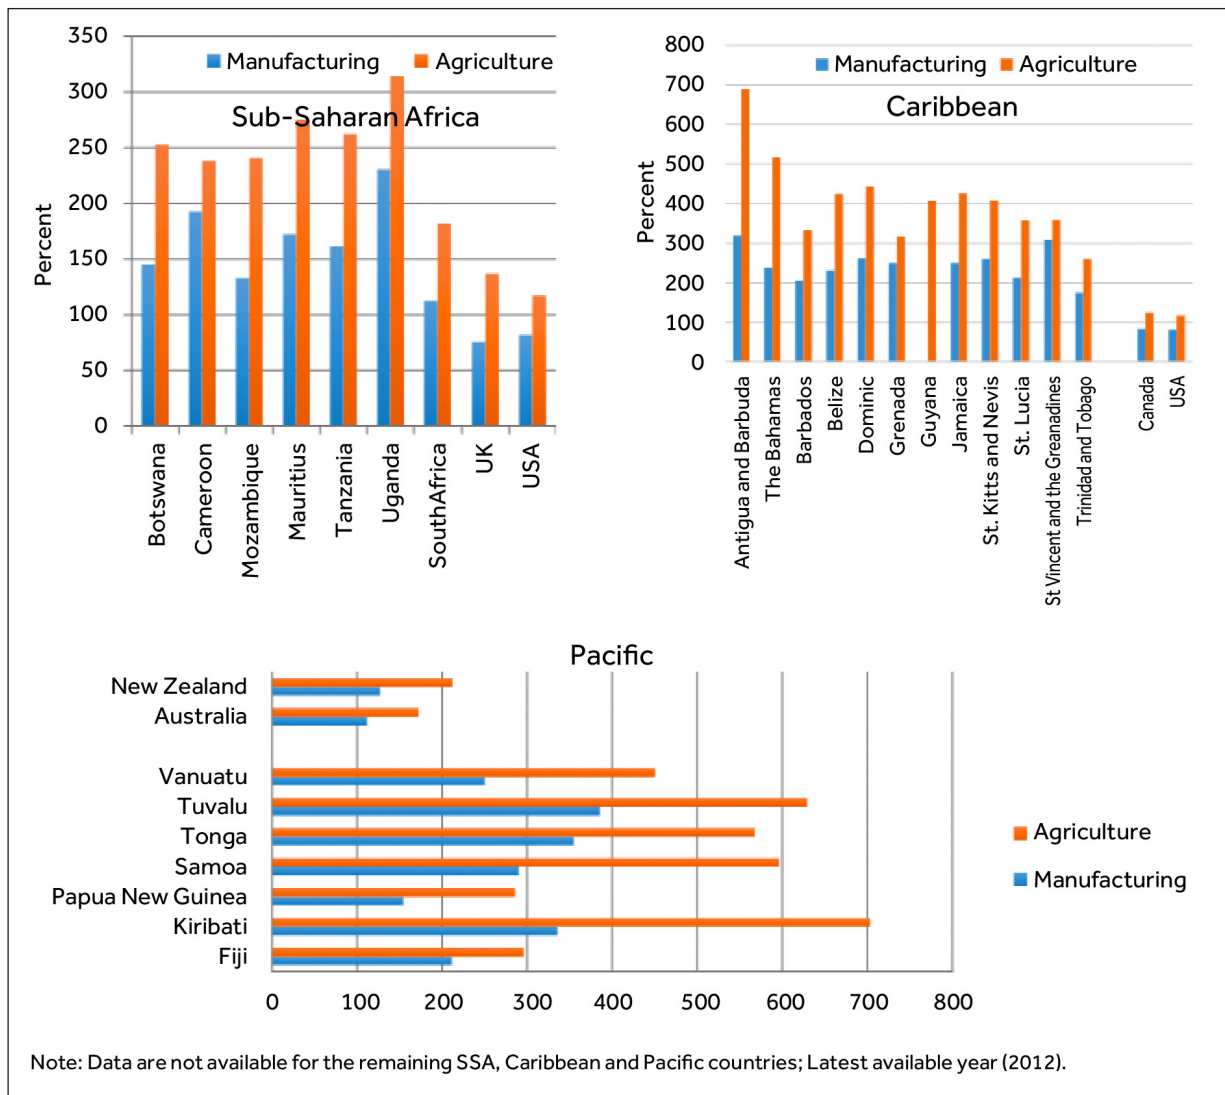 350
300
250
200
150
100
50
0
Percent
Manufacturing Agriculture
Sub-Saharan Africa
Botswana
Cameroon
Mozambique
Mauritius
Tanzania
Uganda
SouthAfrica
UK
USA
800
700
600
500
400
300
200
100
0
Percent
Manufacturing Agriculture
Caribbean
Antigua and Barbuda
The Bahamas
Barbados
Belize
Dominic
Grenada
Guyana
Jamaica
St. Kitts and Nevis
St. Lucia
St Vincent and the Greenadines
Trinidad and Tobago
Canada
USA
Pacific
New Zealand
Australia
Vanuatu
Tuvalu
Tonga
Samoa
Papua New Guinea
Kiribati
Fiji
0 100 200 300 400 500 600 700 800
Agriculture
Manufacturing
Note: Data are not available for the remaining SSA, Caribbean and Pacific countries; Latest available year (2012).